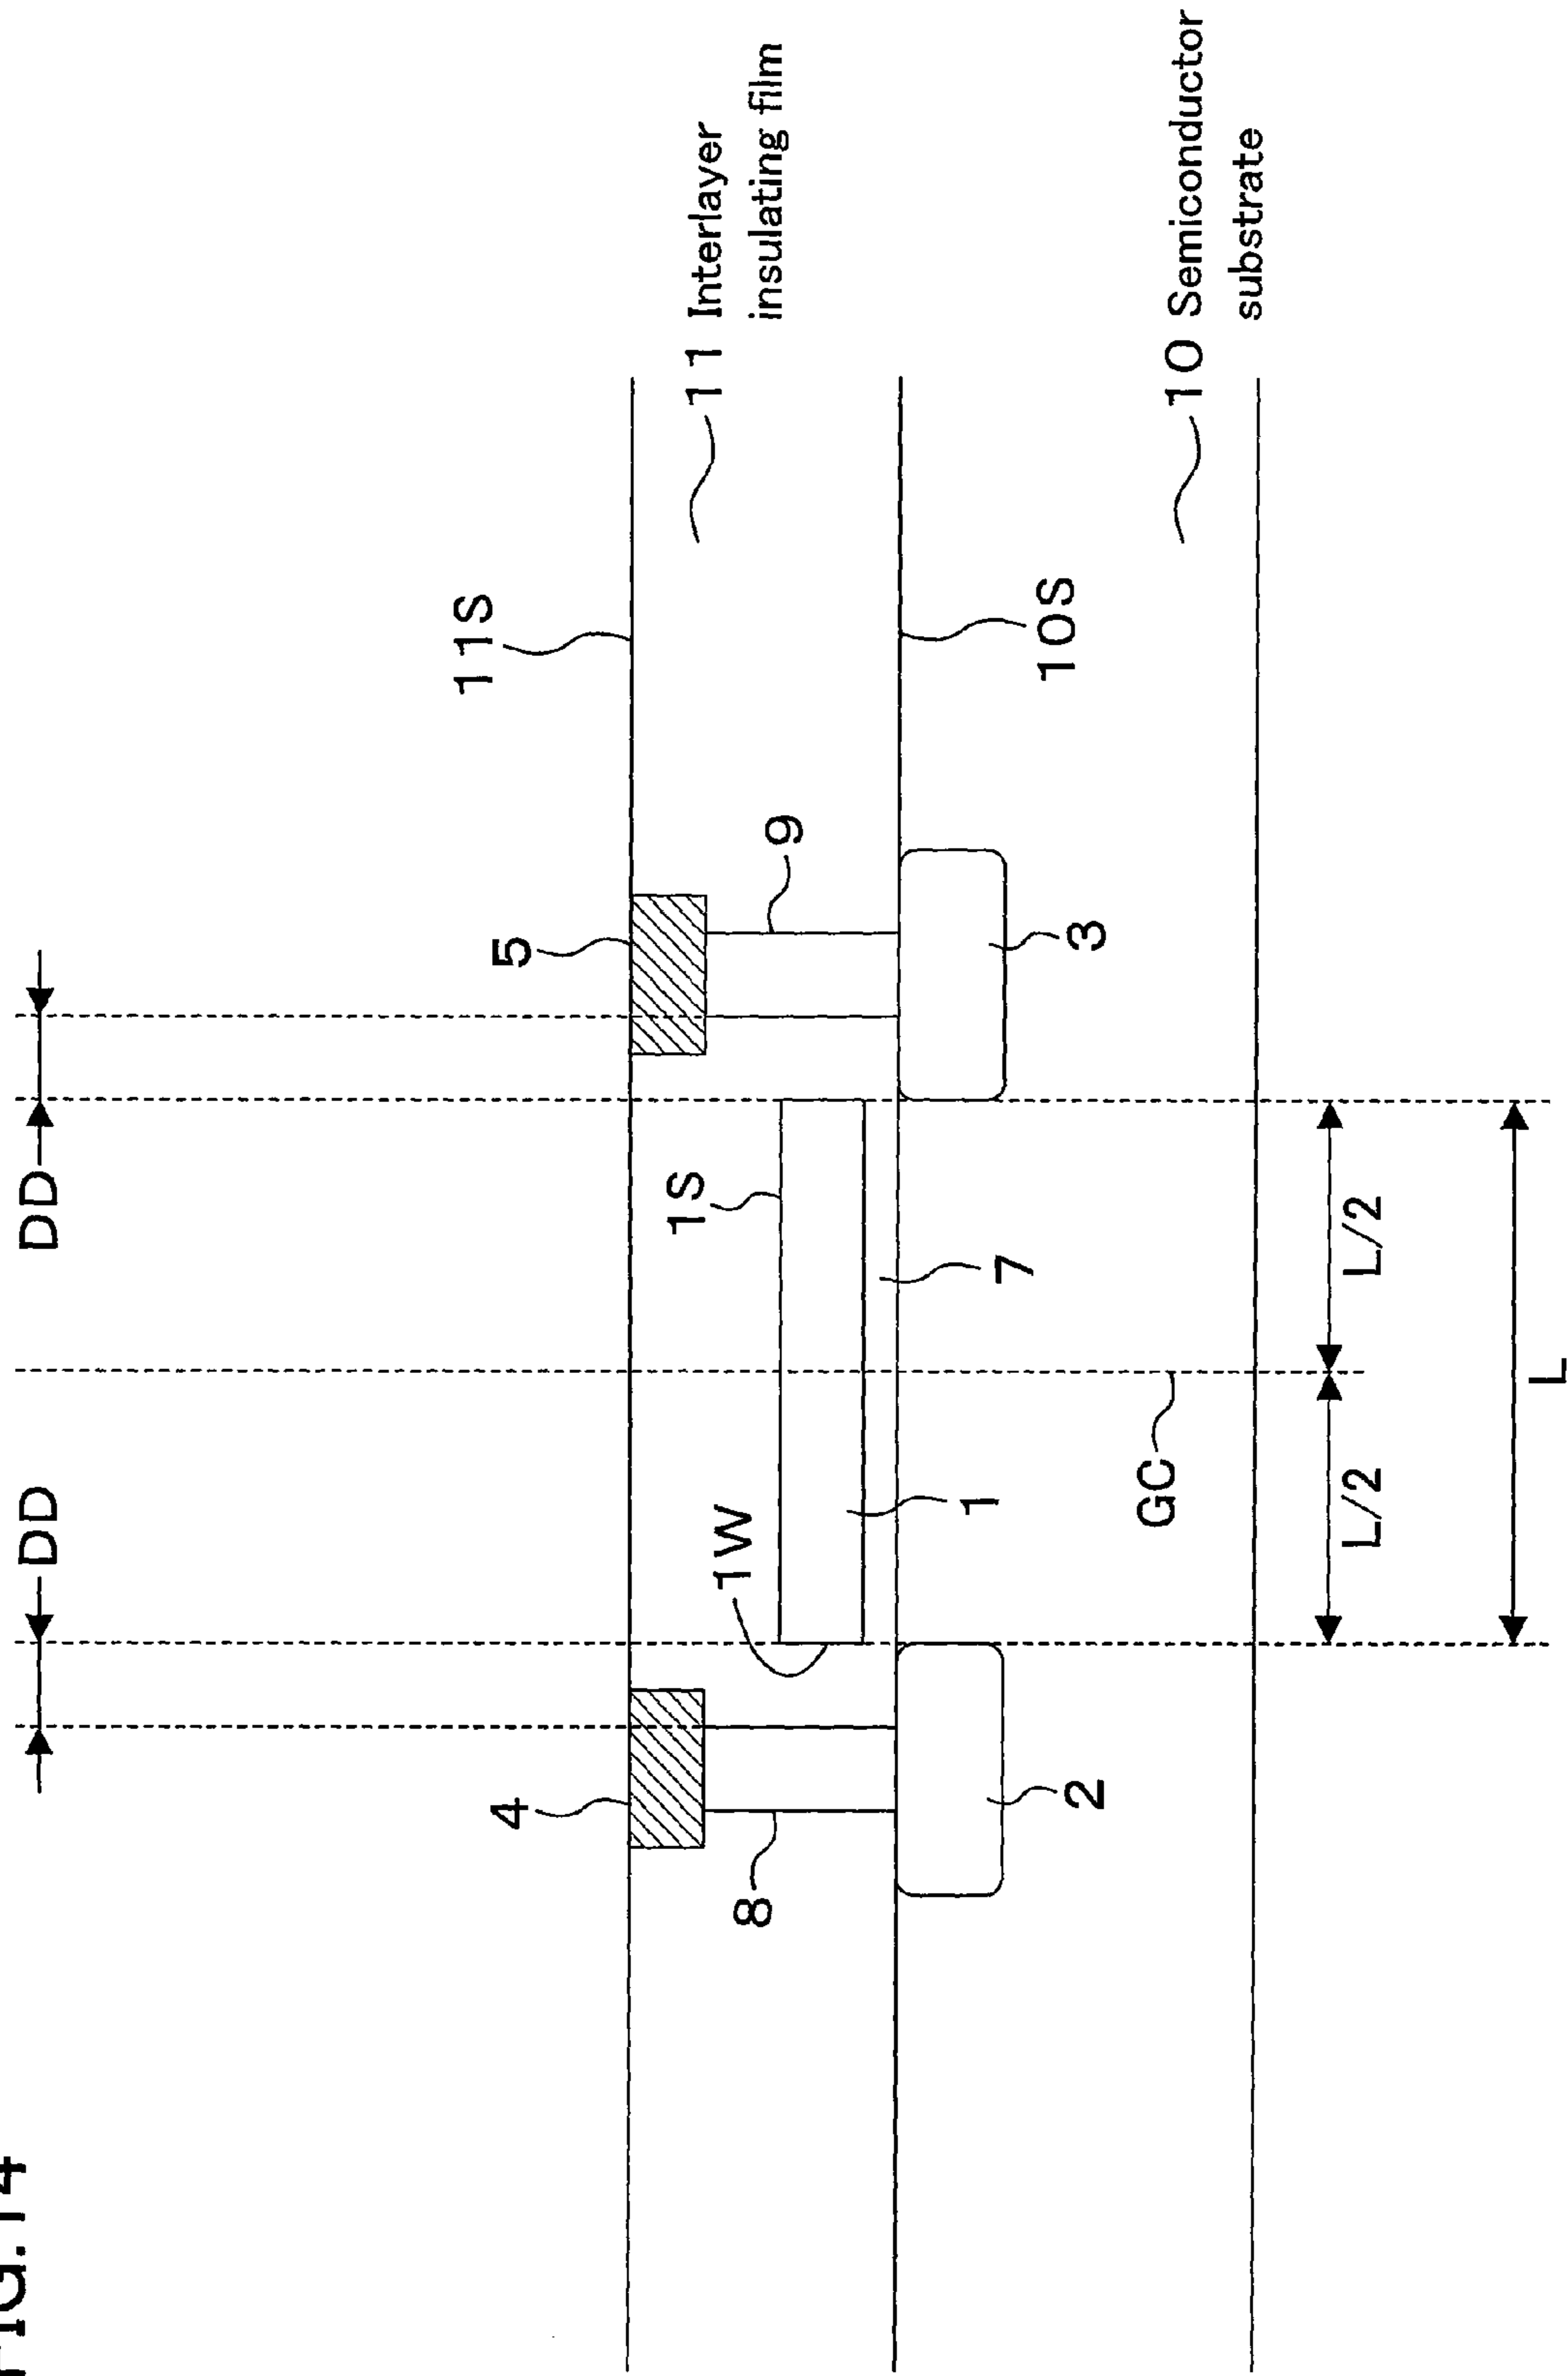 FIG.14
DD
DD
11S
4
5
11 Interlayer
insulating film
1S
1W
8
9
1
7
2
3
10S
GC
10 Semiconductor
substrate
L/2
L/2
L